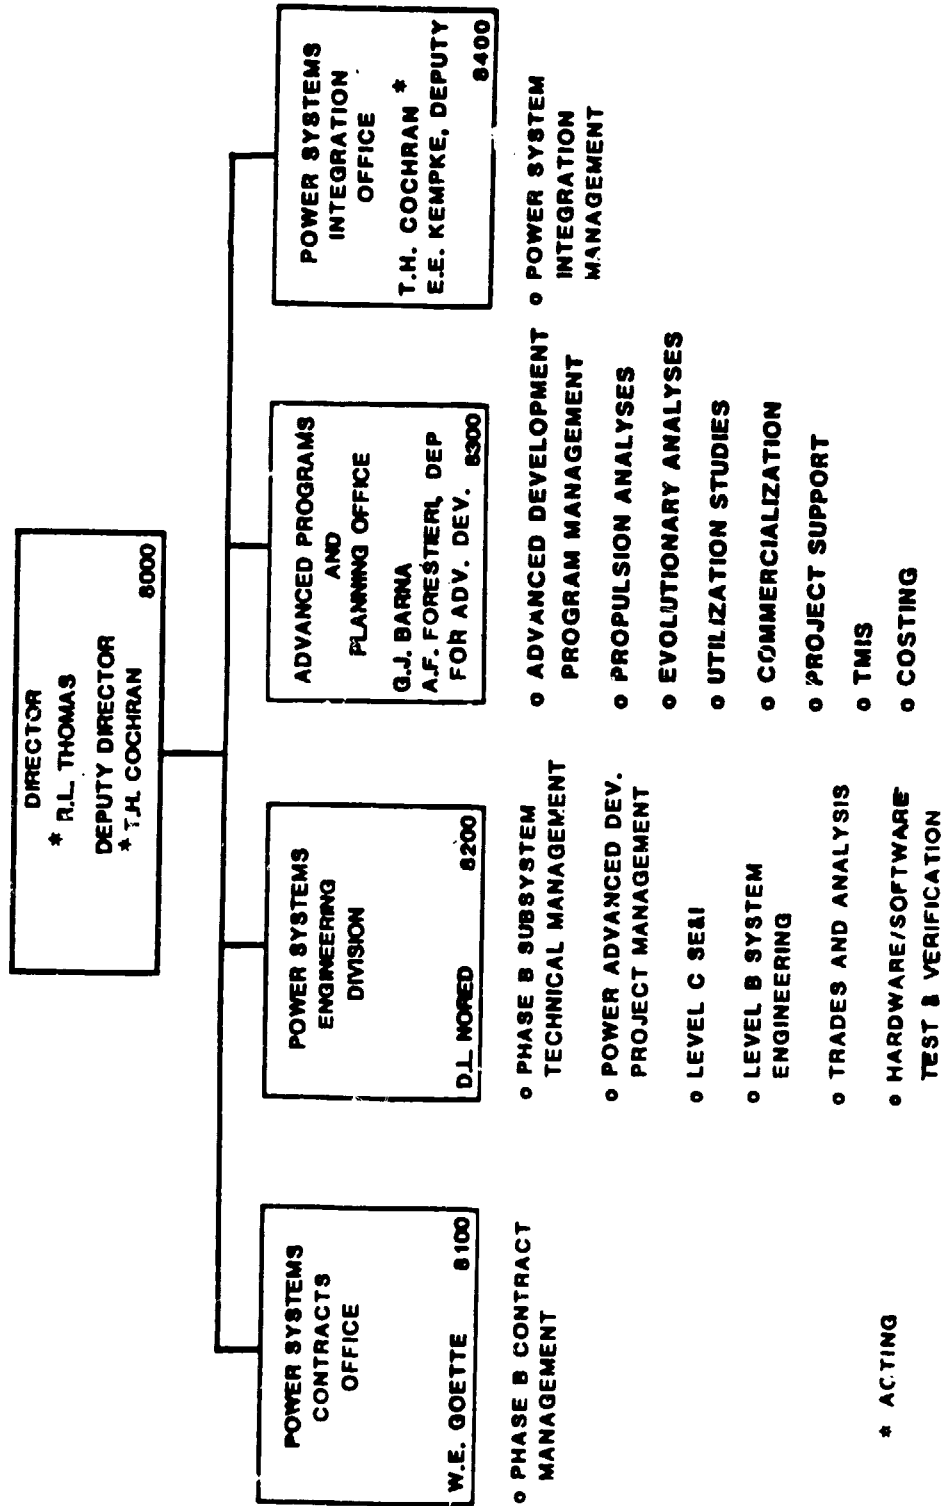 DIRECTOR
* R.L. THOMAS
DEPUTY DIRECTOR
* T.H. COCHRAN
8000
POWER SYSTEMS
CONTRACTS
OFFICE
W.E. GOETTE 8100
o PHASE B CONTRACT
MANAGEMENT
POWER SYSTEMS
ENGINEERING
DIVISION
D.L. NORED 8200
o PHASE B SUBSYSTEM
TECHNICAL MANAGEMENT
o POWER ADVANCED DEV.
PROJECT MANAGEMENT
o LEVEL C SE&I
o LEVEL B SYSTEM
ENGINEERING
o TRADES AND ANALYSIS
o HARDWARE/SOFTWARE
TEST & VERIFICATION
ADVANCED PROGRAMS
AND
PLANNING OFFICE
G.J. BARNA
A.F. FORESTIERI, DEP
FOR ADV. DEV. 8300
o ADVANCED DEVELOPMENT
PROGRAM MANAGEMENT
o PROPULSION ANALYSES
o EVOLUTIONARY ANALYSES
o UTILIZATION STUDIES
o COMMERCIALIZATION
o PROJECT SUPPORT
o TMIS
o COSTING
POWER SYSTEMS
INTEGRATION
OFFICE
T.H. COCHRAN *
E.E. KEMPKE, DEPUTY
8400
o POWER SYSTEM
INTEGRATION
MANAGEMENT
* ACTING